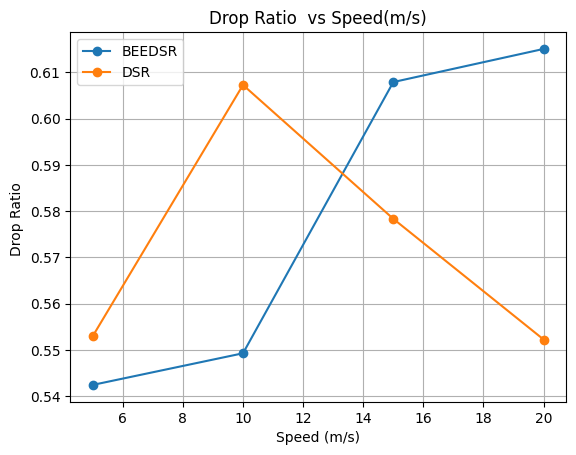 Drop Ratio  vs Speed(m/s)
BEEDSR
DSR
Drop Ratio
0.61
0.60
0.59
0.58
0.57
0.56
0.55
0.54
6 8 10 12 14 16 18 20
Speed (m/s)